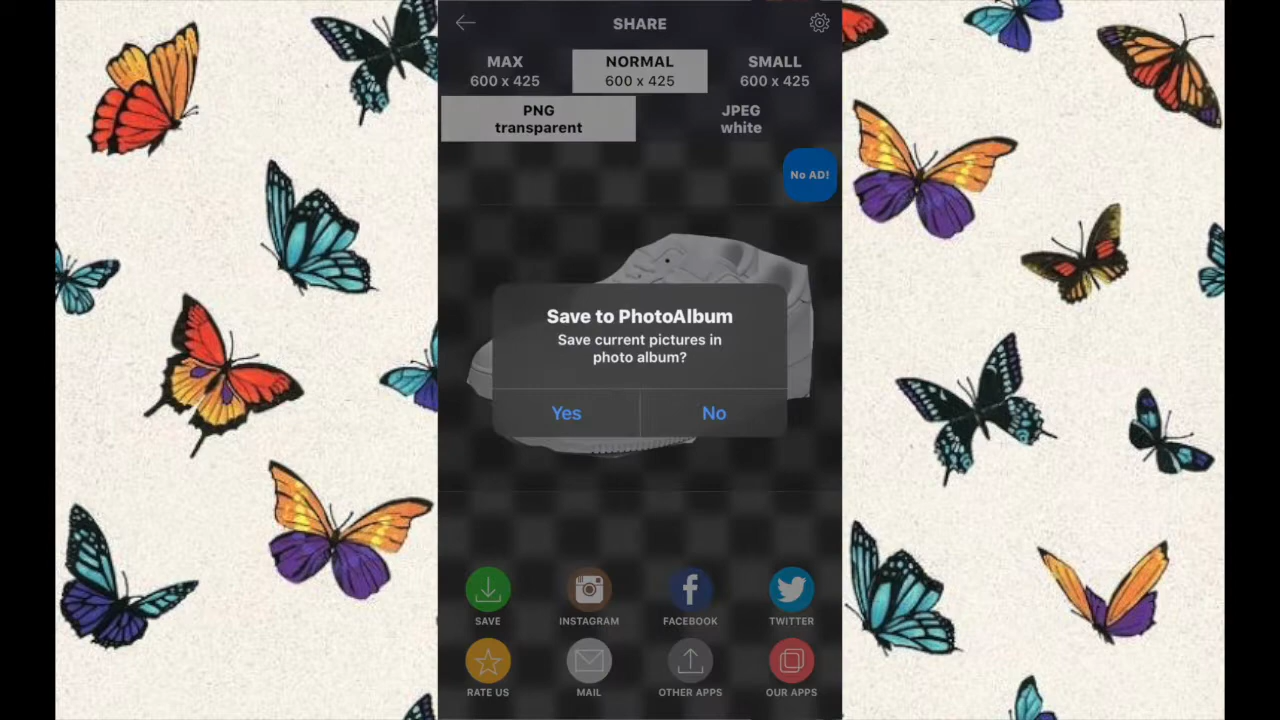 SHARE
MAX
600 x 425
NORMAL
600 x 425
SMALL
600 x 425
PNG
transparent
JPEG
white
No AD!
Save to PhotoAlbum
Save current pictures in
photo album?
Yes
No
SAVE
INSTAGRAM
FACEBOOK
TWITTER
RATE US
MAIL
OTHER APPS
OUR APPS